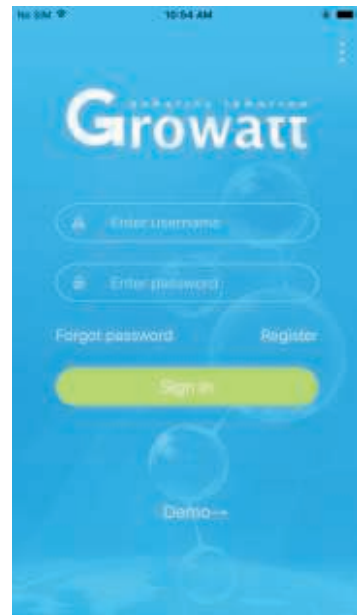 No SIM 10:54 AM
Growatt
Enter username
Enter password
Forgot password Register
Sign in
Demo→